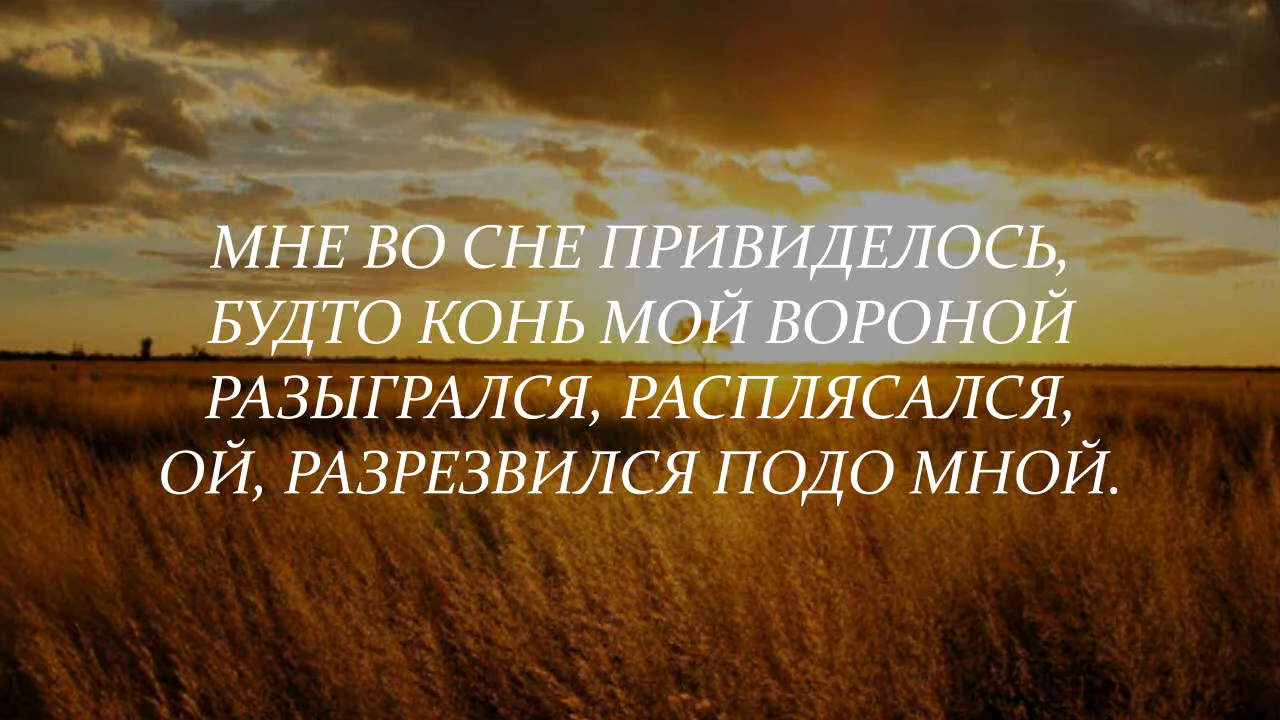 МНЕ ВО СНЕ ПРИВИДЕЛОСЬ,
БУДТО КОНЬ МОЙ ВОРОНОЙ
РАЗЫГРАЛСЯ, РАСПЛЯСАЛСЯ,
ОЙ, РАЗРЕЗВИЛСЯ ПОДО МНОЙ.